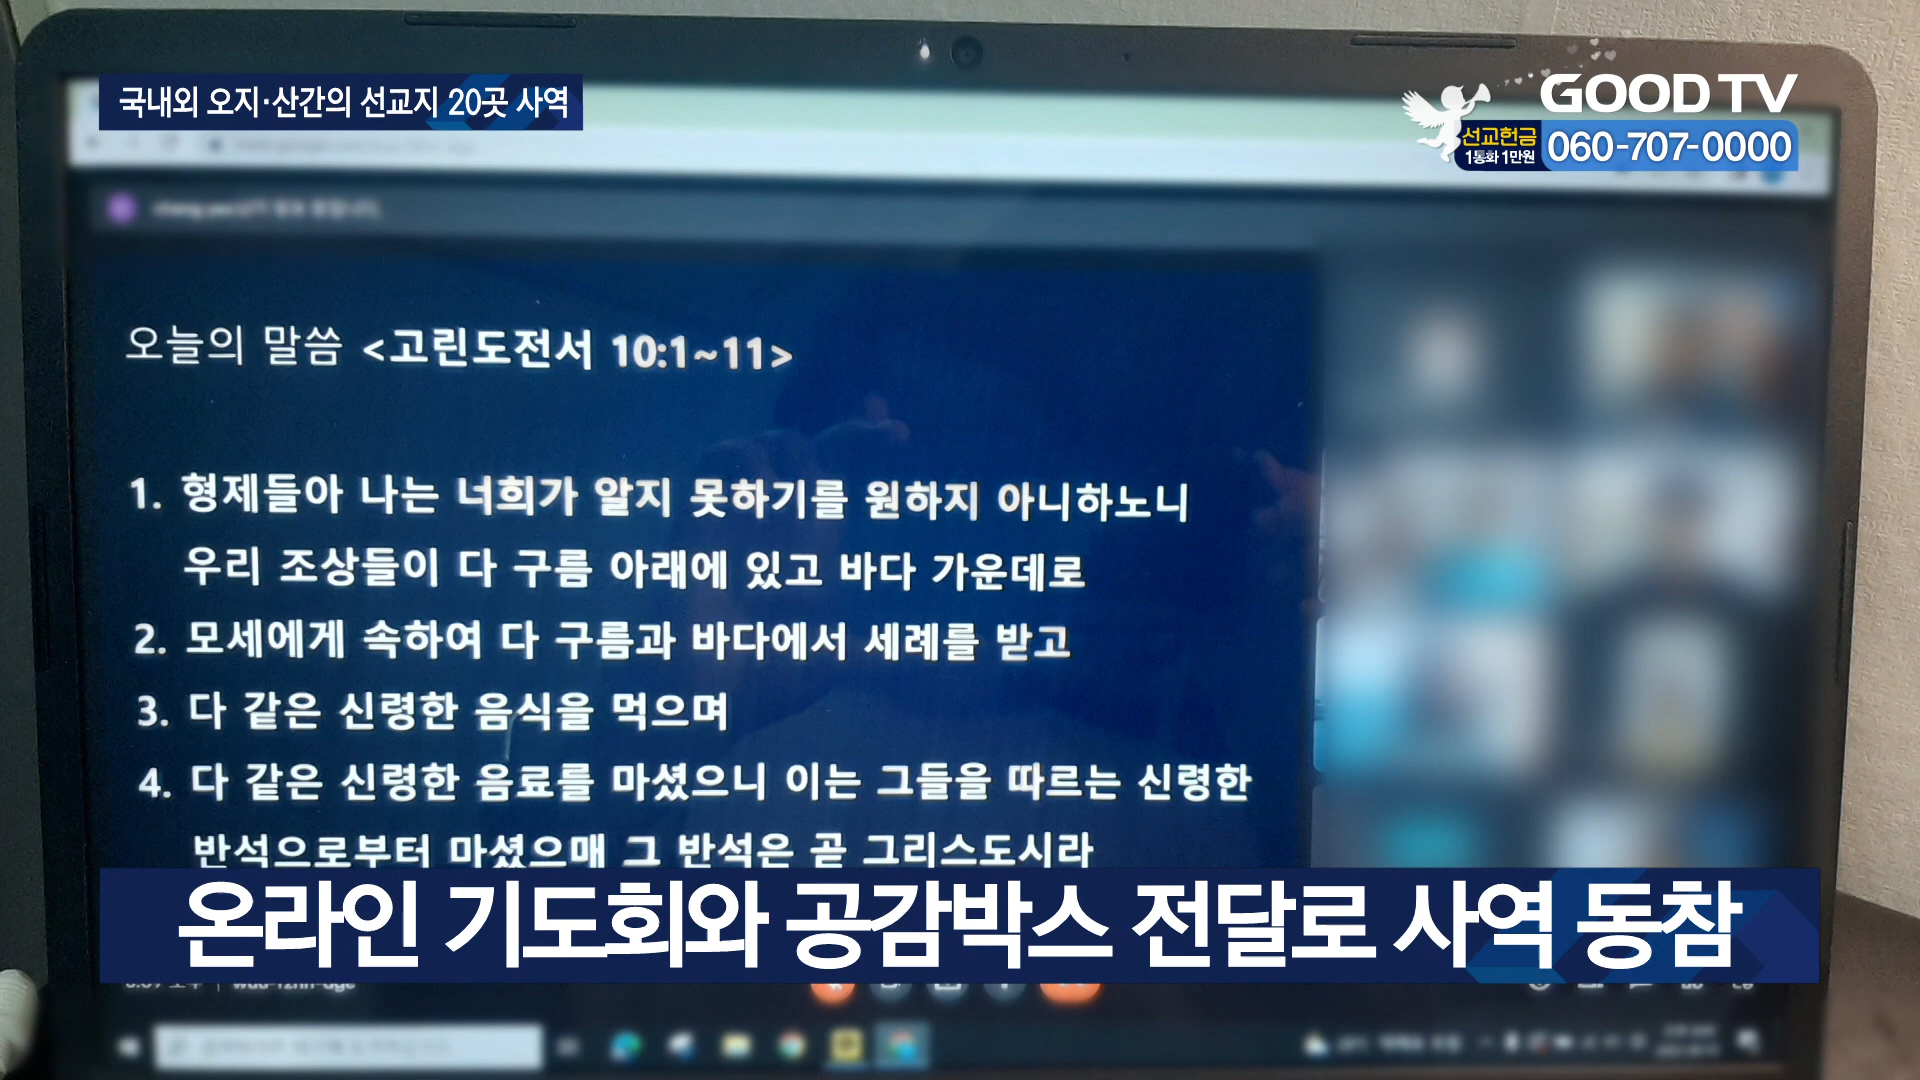 국내외 오지·산간의 선교지 20곳 사역
GOODTV
선교헌금
1통화 1만원
060-707-0000
오늘의 말씀 <고린도전서 10:1~11>
1. 형제들아 나는 너희가 알지 못하기를 원하지 아니하노니
우리 조상들이 다 구름 아래에 있고 바다 가운데로
2. 모세에게 속하여 다 구름과 바다에서 세례를 받고
3. 다 같은 신령한 음식을 먹으며
4. 다 같은 신령한 음료를 마셨으니 이는 그들을 따르는 신령한
반석으로부터 마셨으매 그 반석은 곧 그리스도시라
온라인 기도회와 공감박스 전달로 사역 동참